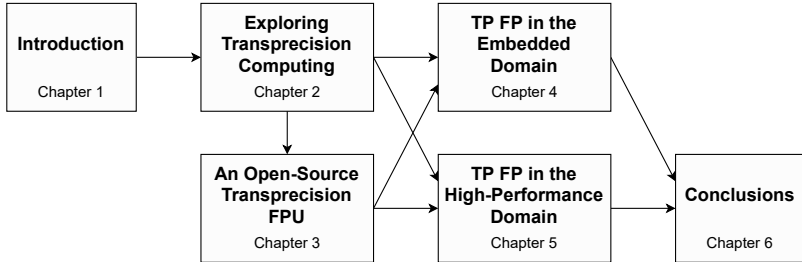 Introduction
Chapter 1
Exploring
Transprecision
Computing
Chapter 2
An Open-Source
Transprecision
FPU
Chapter 3
TP FP in the
Embedded
Domain
Chapter 4
TP FP in the
High-Performance
Domain
Chapter 5
Conclusions
Chapter 6